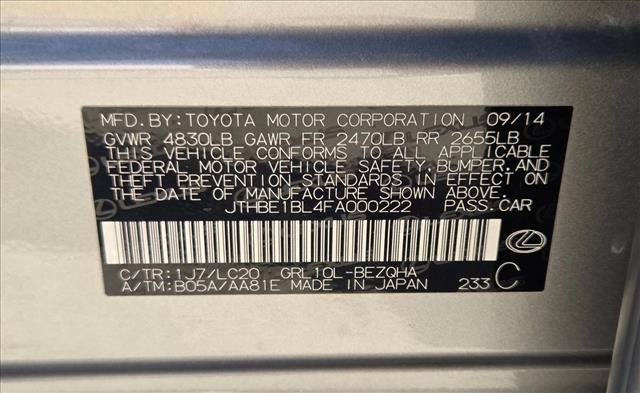 MFD.BY:TOYOTA MOTOR CORPORATION 09/14
GVWR 4830LB GAWR FR 2470LB RR 2655LB
THIS VEHICLE CONFORMS TO ALL APPLICABLE
FEDERAL MOTOR VEHICLE SAFETY, BUMPER, AND
THEFT PREVENTION STANDARDS IN EFFECT ON
THE DATE OF MANUFACTURE SHOWN ABOVE.
JTHBE1BL4FA000222 PASS.CAR
C/TR:1J7/LC20 GRL10L-BEZQHA
A/TM:B05A/AA81E MADE IN JAPAN 233 C